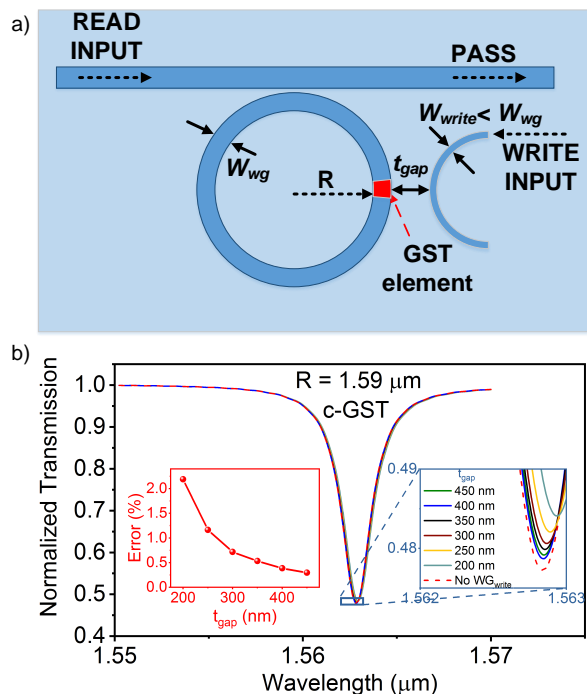 a)
READ
INPUT
PASS
W_write < W_wg
WRITE
INPUT
W_wg
R
t_gap
GST
element
b)
R = 1.59 μm
c-GST
Normalized Transmission
1.0
0.9
0.8
0.7
0.6
0.5
0.4
1.55
1.56
1.57
Wavelength (μm)
Error (%)
2.0
1.5
1.0
0.5
0.0
200
300
400
t_gap (nm)
0.49
0.48
t_gap
450 nm
400 nm
350 nm
300 nm
250 nm
200 nm
No WG_write
1.562
1.563